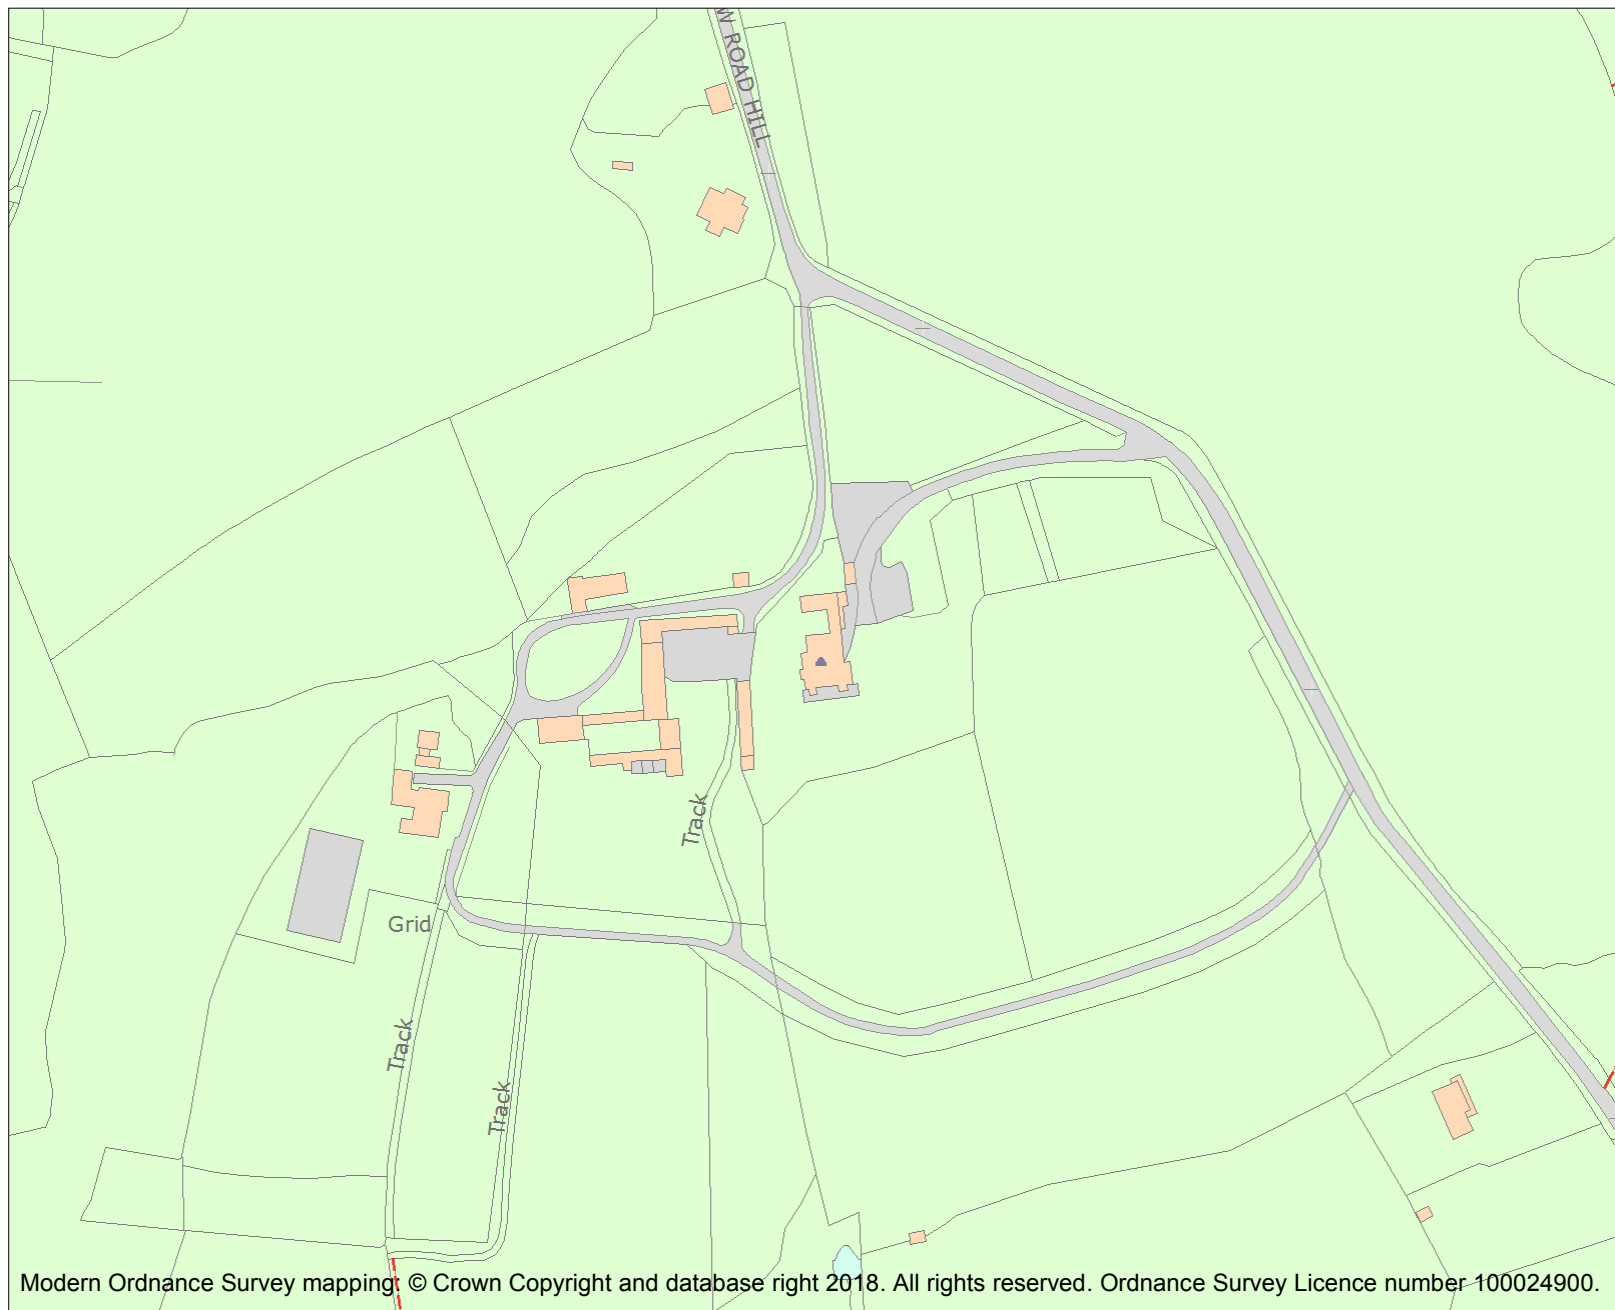 W ROAD HILL
Track
Grid
Track
Track
Modern Ordnance Survey mapping: © Crown Copyright and database right 2018. All rights reserved. Ordnance Survey Licence number 100024900.